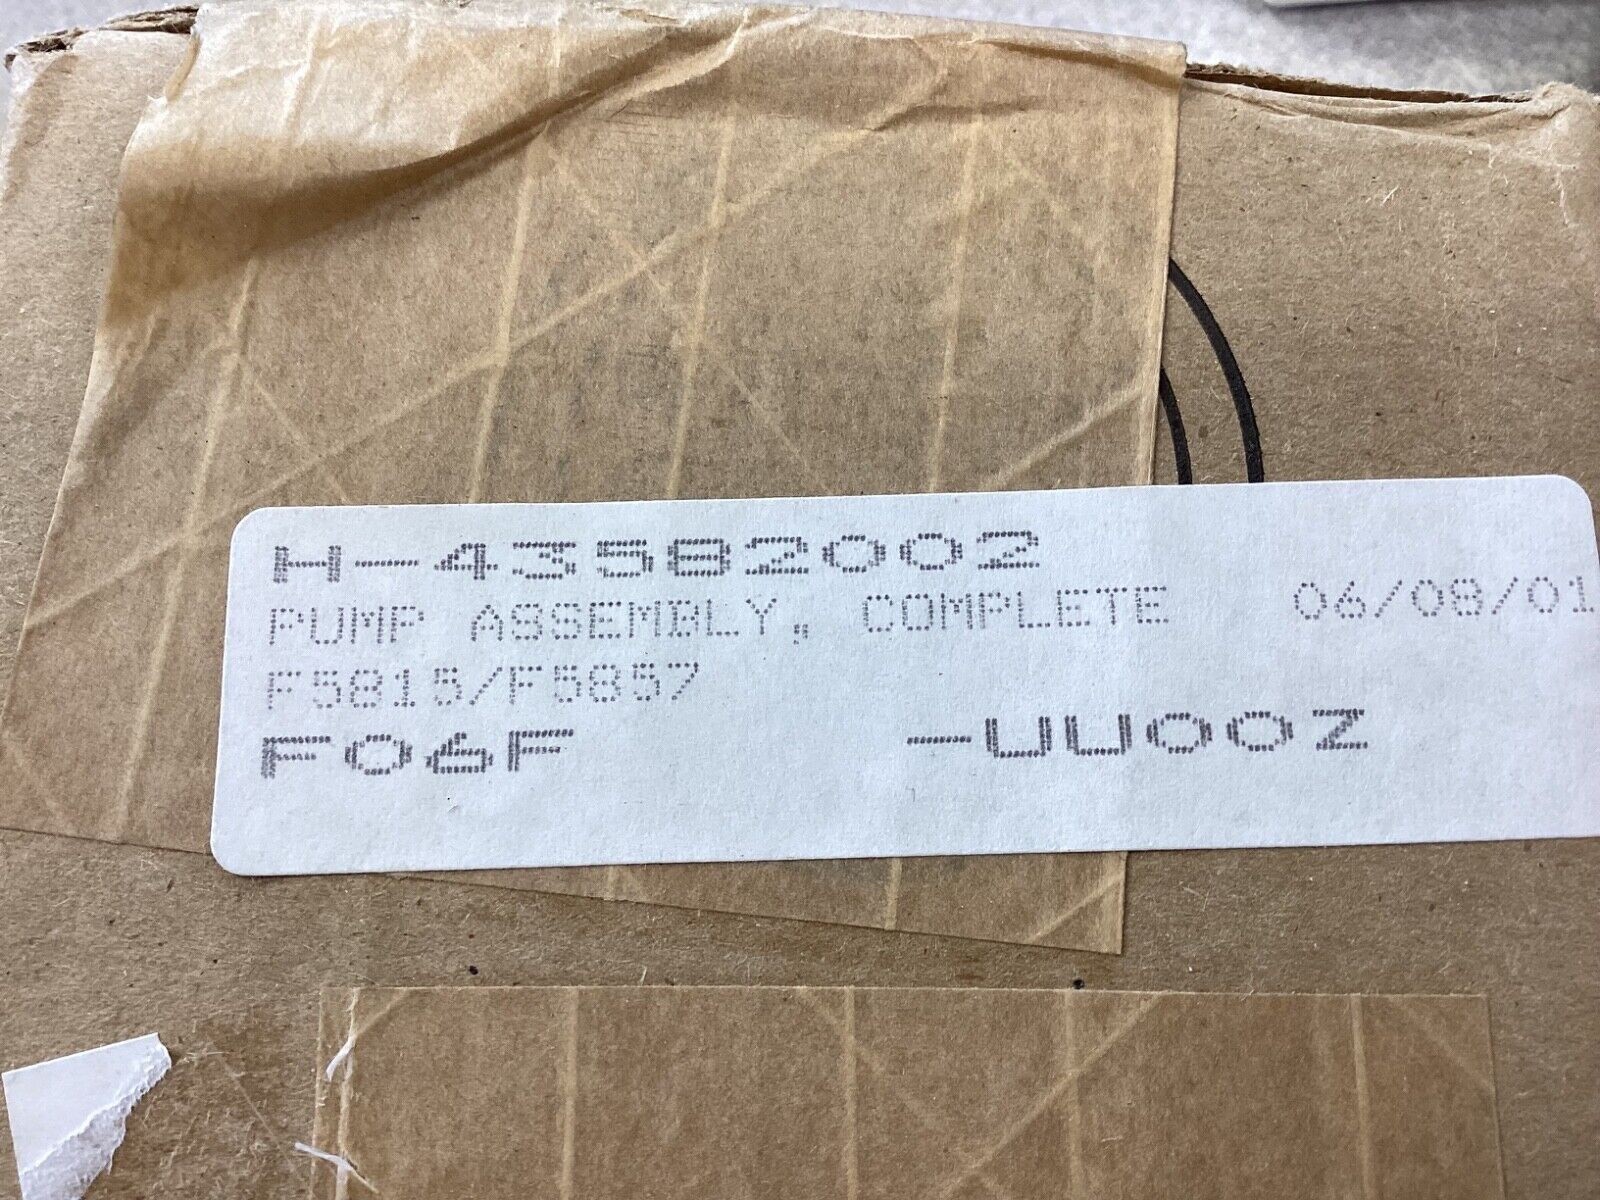 H-43582002
PUMP ASSEMBLY, COMPLETE 06/08/01
F5815/F5857
F06F -UU00Z